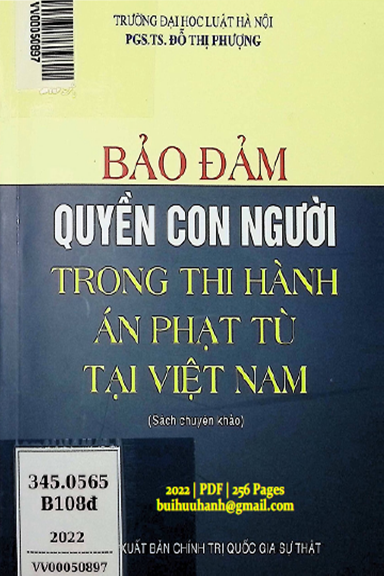 VV00050897
TRƯỜNG ĐẠI HỌC LUẬT HÀ NỘI
PGS.TS. ĐỖ THỊ PHƯỢNG
BẢO ĐẢM
QUYỀN CON NGƯỜI
TRONG THI HÀNH
ÁN PHẠT TÙ
TẠI VIỆT NAM
(Sách chuyên khảo)
345.0565
B108đ
2022
VV00050897
2022 | PDF | 256 Pages
buihuuhanh@gmail.com
XUẤT BẢN CHÍNH TRỊ QUỐC GIA SỰ THẬT